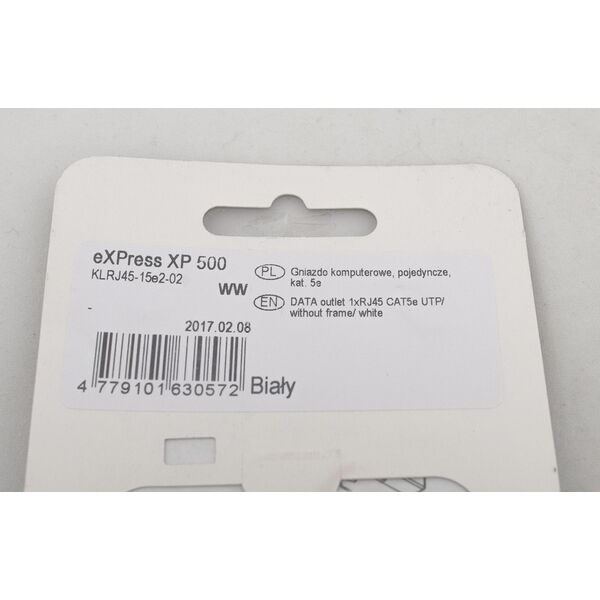 eXPress XP 500
KLRJ45-15e2-02
WW
PL Gniazdo komputerowe, pojedyncze,
kat. 5e
EN DATA outlet 1xRJ45 CAT5e UTP/
without frame/ white
2017.02.08
4 779101 630572 Biały